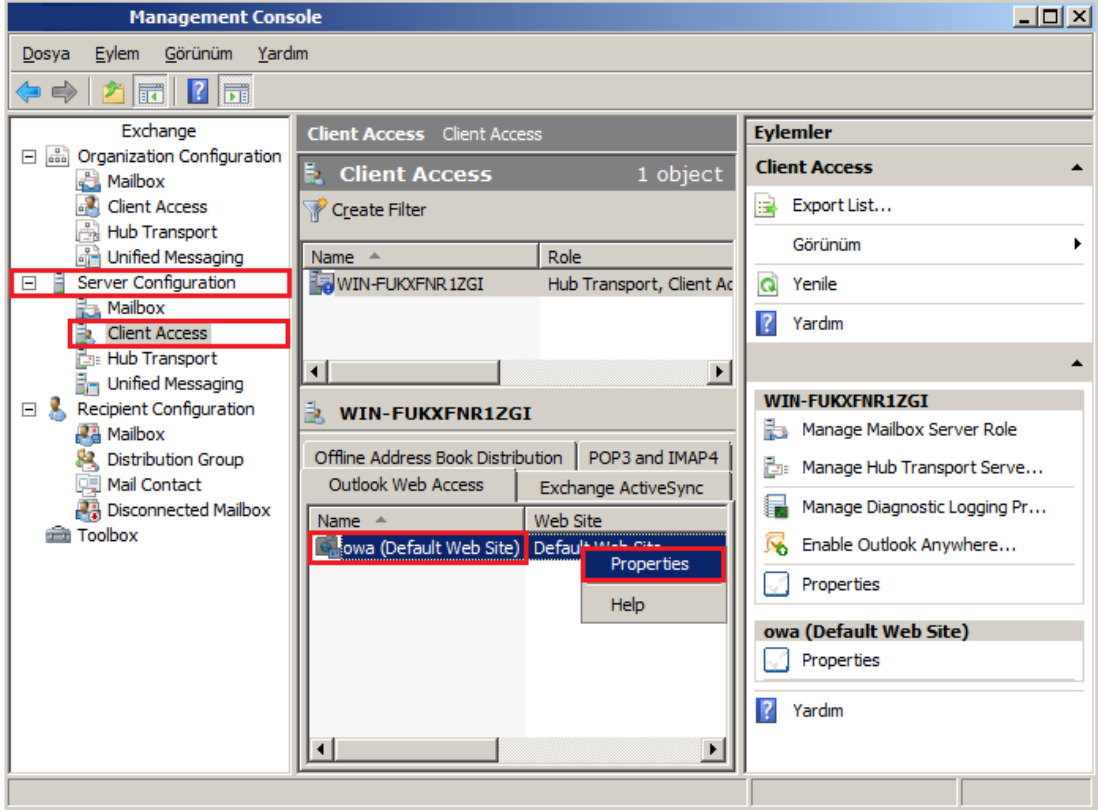 Management Console
Dosya Eylem Görünüm Yardım
Exchange
Organization Configuration
Mailbox
Client Access
Hub Transport
Unified Messaging
Server Configuration
Mailbox
Client Access
Hub Transport
Unified Messaging
Recipient Configuration
Mailbox
Distribution Group
Mail Contact
Disconnected Mailbox
Toolbox
Client Access Client Access
Client Access 1 object
Create Filter
Name Role
WIN-FUKXFNR1ZGI Hub Transport, Client Ac
WIN-FUKXFNR1ZGI
Offline Address Book Distribution POP3 and IMAP4
Outlook Web Access Exchange ActiveSync
Name Web Site
owa (Default Web Site) Default Web Site
Properties
Help
Eylemler
Client Access
Export List...
Görünüm
Yenile
Yardım
WIN-FUKXFNR1ZGI
Manage Mailbox Server Role
Manage Hub Transport Serve...
Manage Diagnostic Logging Pr...
Enable Outlook Anywhere...
Properties
owa (Default Web Site)
Properties
Yardım